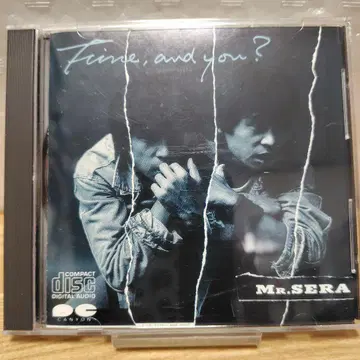 Fine, and you?
MR.SERA
COMPACT
disc
DIGITAL AUDIO
CANYON